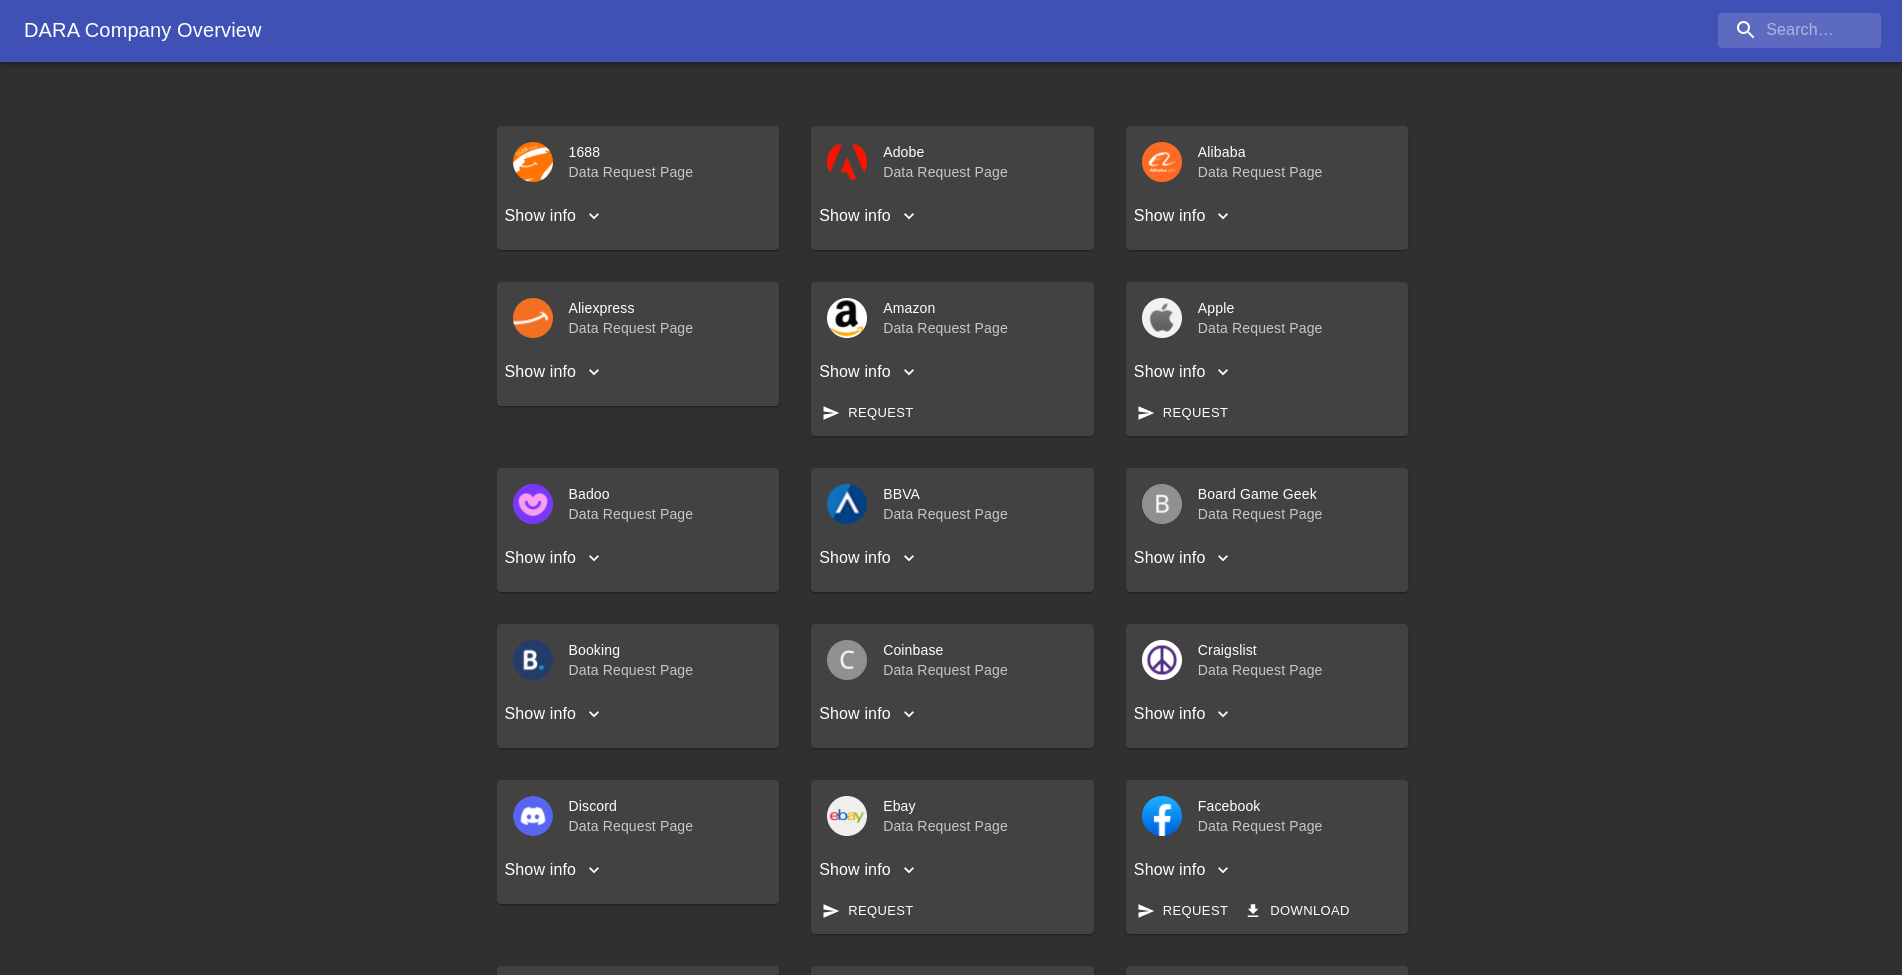 DARA Company Overview
Search…
1688
Data Request Page
Show info
Adobe
Data Request Page
Show info
Alibaba
Data Request Page
Show info
Aliexpress
Data Request Page
Show info
a
Amazon
Data Request Page
Show info
REQUEST
Apple
Data Request Page
Show info
REQUEST
Badoo
Data Request Page
Show info
BBVA
Data Request Page
Show info
B
Board Game Geek
Data Request Page
Show info
B.
Booking
Data Request Page
Show info
C
Coinbase
Data Request Page
Show info
Craigslist
Data Request Page
Show info
Discord
Data Request Page
Show info
ebay
Ebay
Data Request Page
Show info
REQUEST
f
Facebook
Data Request Page
Show info
REQUEST DOWNLOAD